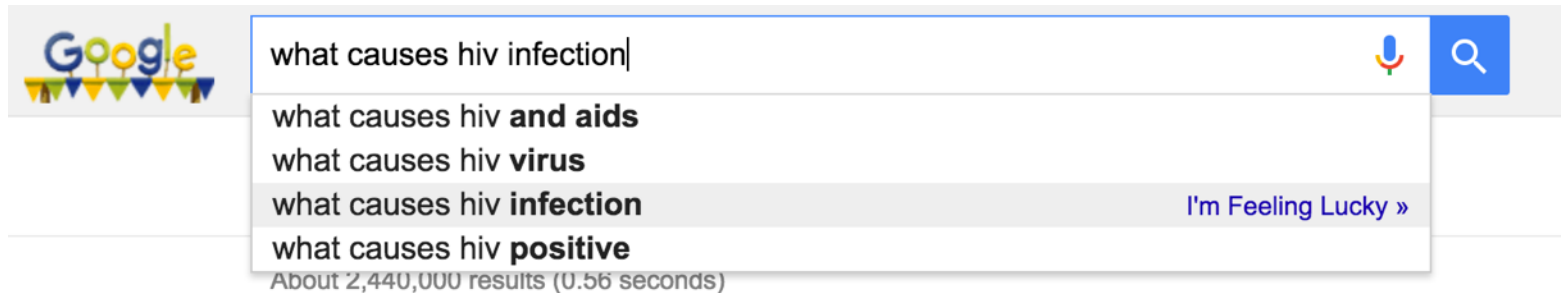 Google
what causes hiv infection
what causes hiv and aids
what causes hiv virus
what causes hiv infection I'm Feeling Lucky »
what causes hiv positive
About 2,440,000 results (0.56 seconds)